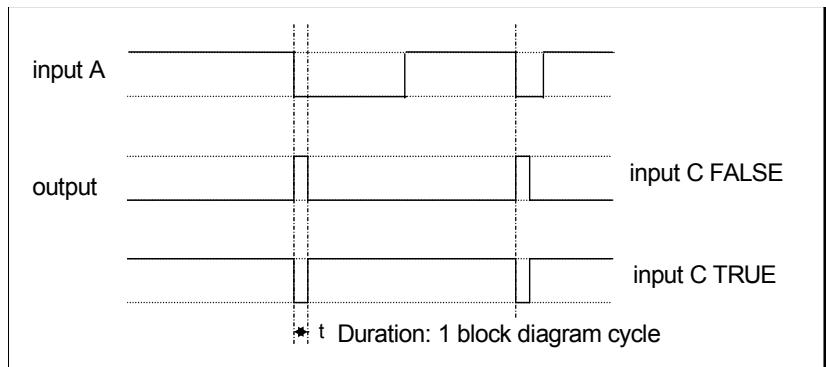 input A
output
input C FALSE
input C TRUE
t Duration: 1 block diagram cycle